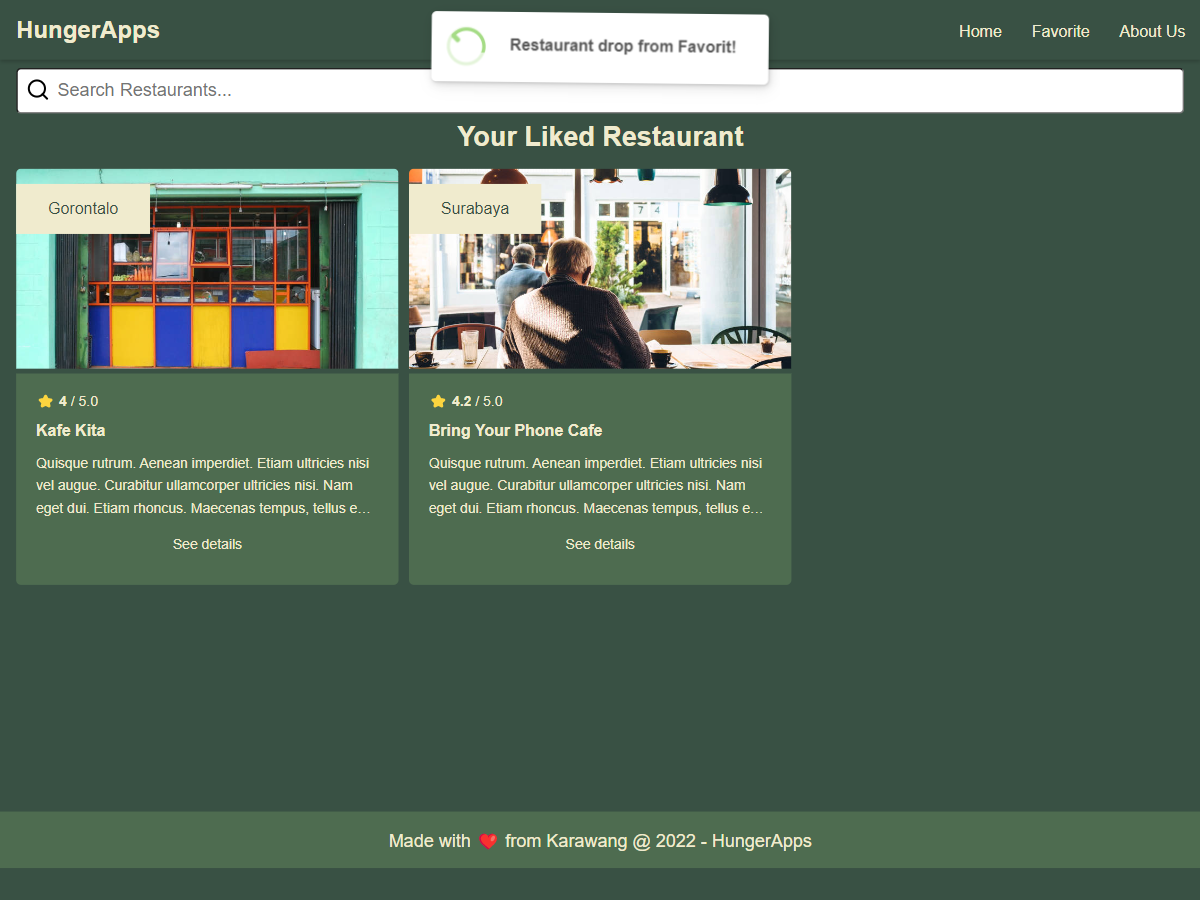 HungerApps
Restaurant drop from Favorit!
Home
Favorite
About Us
Search Restaurants...
Your Liked Restaurant
Gorontalo
Surabaya
7 4
4 / 5.0
Kafe Kita
Quisque rutrum. Aenean imperdiet. Etiam ultricies nisi
vel augue. Curabitur ullamcorper ultricies nisi. Nam
eget dui. Etiam rhoncus. Maecenas tempus, tellus e...
See details
4.2 / 5.0
Bring Your Phone Cafe
Quisque rutrum. Aenean imperdiet. Etiam ultricies nisi
vel augue. Curabitur ullamcorper ultricies nisi. Nam
eget dui. Etiam rhoncus. Maecenas tempus, tellus e...
See details
Made with ❤️ from Karawang @ 2022 - HungerApps